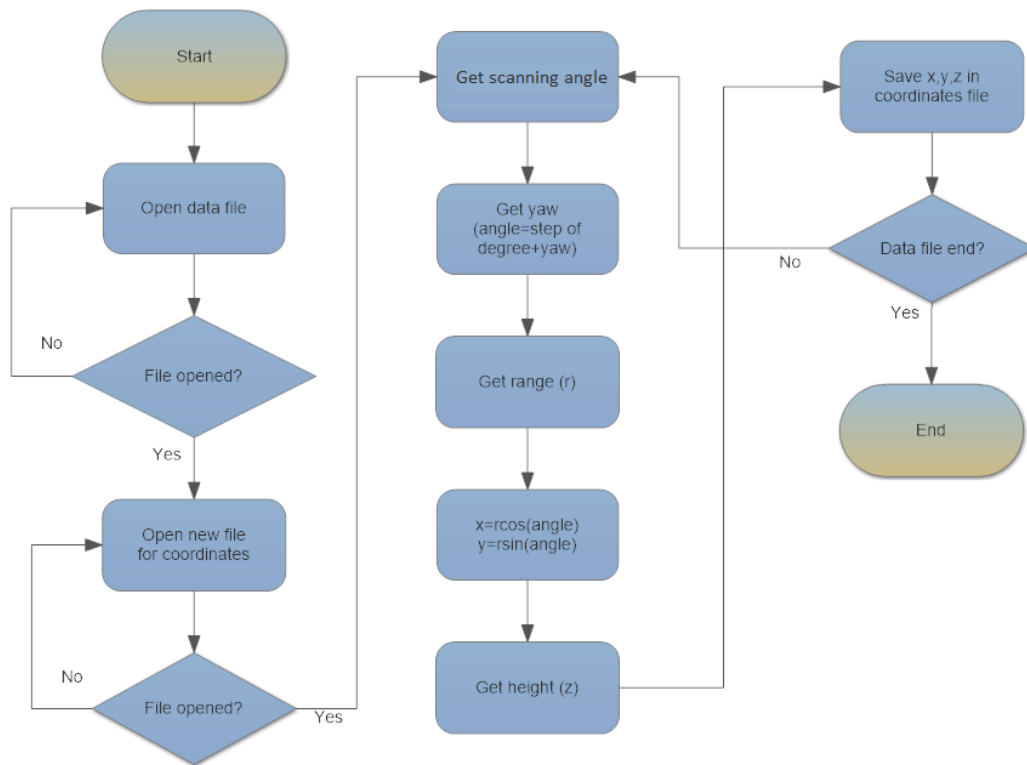 Start
Open data file
No
File opened?
Yes
Open new file
for coordinates
No
File opened?
Yes
Get scanning angle
Get yaw
(angle=step of
degree+yaw)
Get range (r)
x=rcos(angle)
y=rsin(angle)
Get height (z)
Save x,y,z in
coordinates file
Data file end?
No
Yes
End